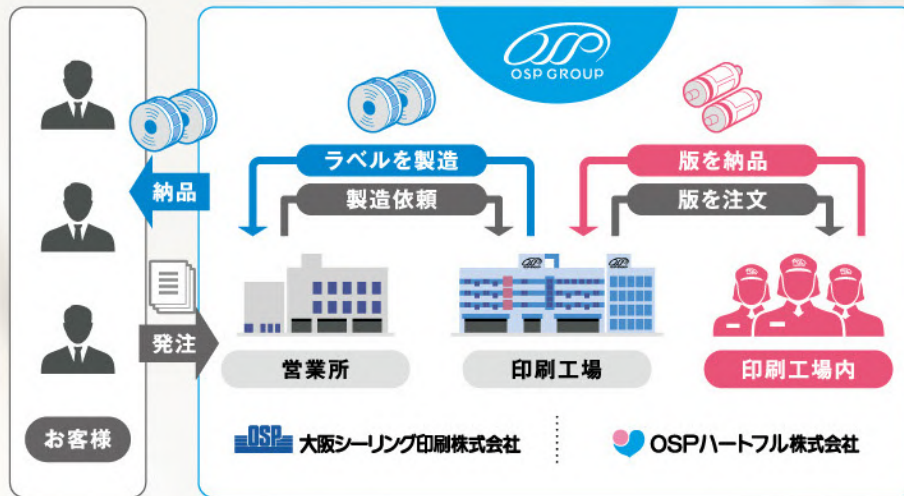 OSP
OSP GROUP
ラベルを製造
版を納品
納品
製造依頼
版を注文
発注
営業所
印刷工場
印刷工場内
お客様
OSP 大阪シーリング印刷株式会社
OSPハートフル株式会社